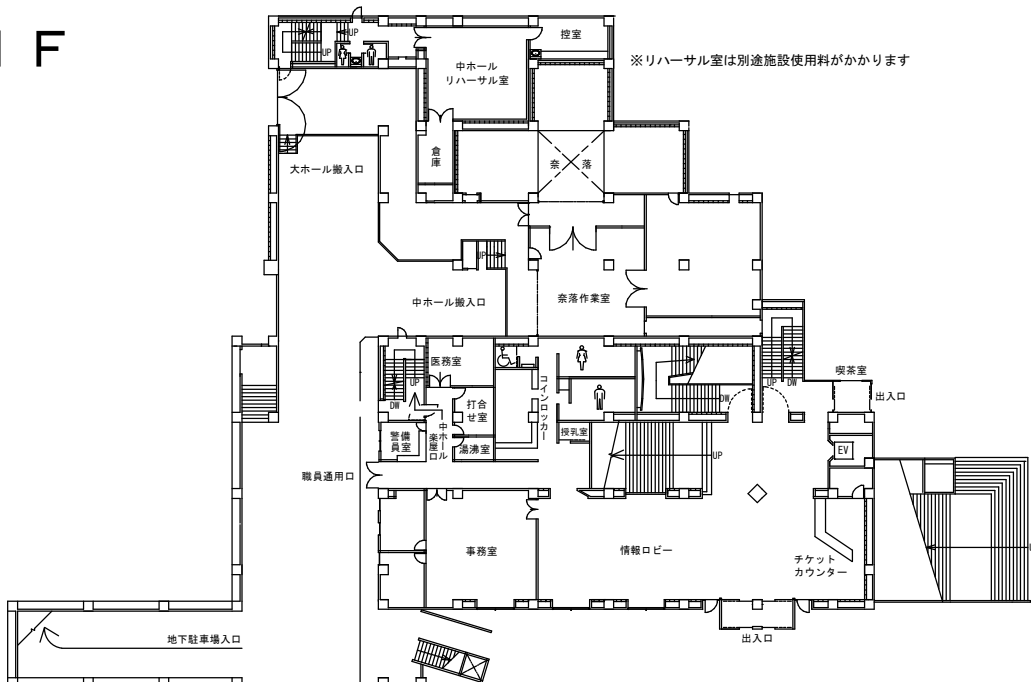 1F
控室
※リハーサル室は別途施設使用料がかかります
UP
UP
中ホール
リハーサル室
倉庫
奈落
大ホール搬入口
UP
中ホール搬入口
奈落作業室
医務室
UP
DW
打合
せ室
コインロッカー
中ホール
楽屋口
警備
員室
湯沸室
授乳室
DW
UP
DW
喫茶室
出入口
EV
UP
職員通用口
事務室
情報ロビー
チケット
カウンター
出入口
地下駐車場入口